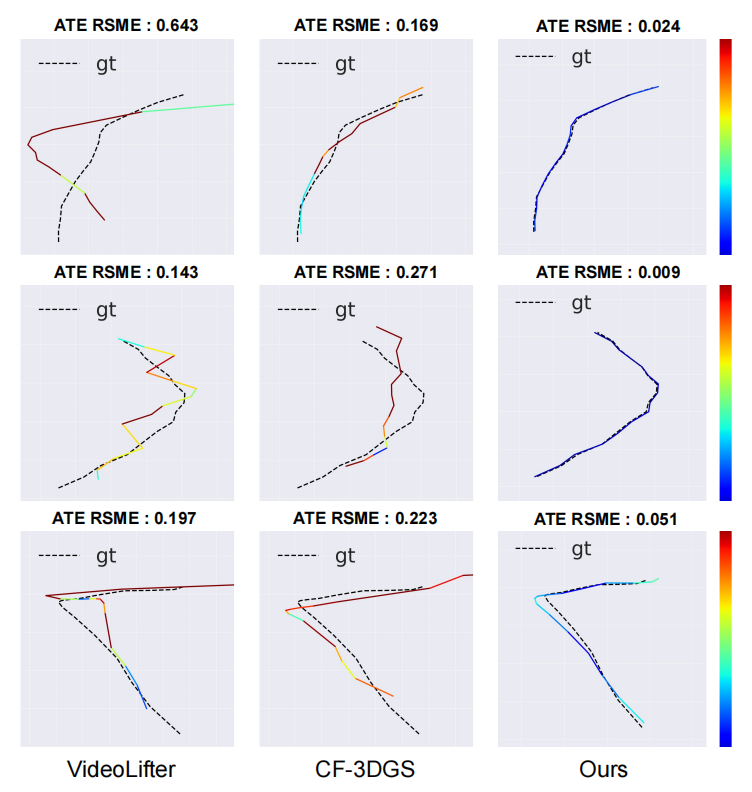 ATE RSME : 0.643 ATE RSME : 0.169 ATE RSME : 0.024
gt gt gt
ATE RSME : 0.143 ATE RSME : 0.271 ATE RSME : 0.009
gt gt gt
ATE RSME : 0.197 ATE RSME : 0.223 ATE RSME : 0.051
gt gt gt
VideoLifter CF-3DGS Ours